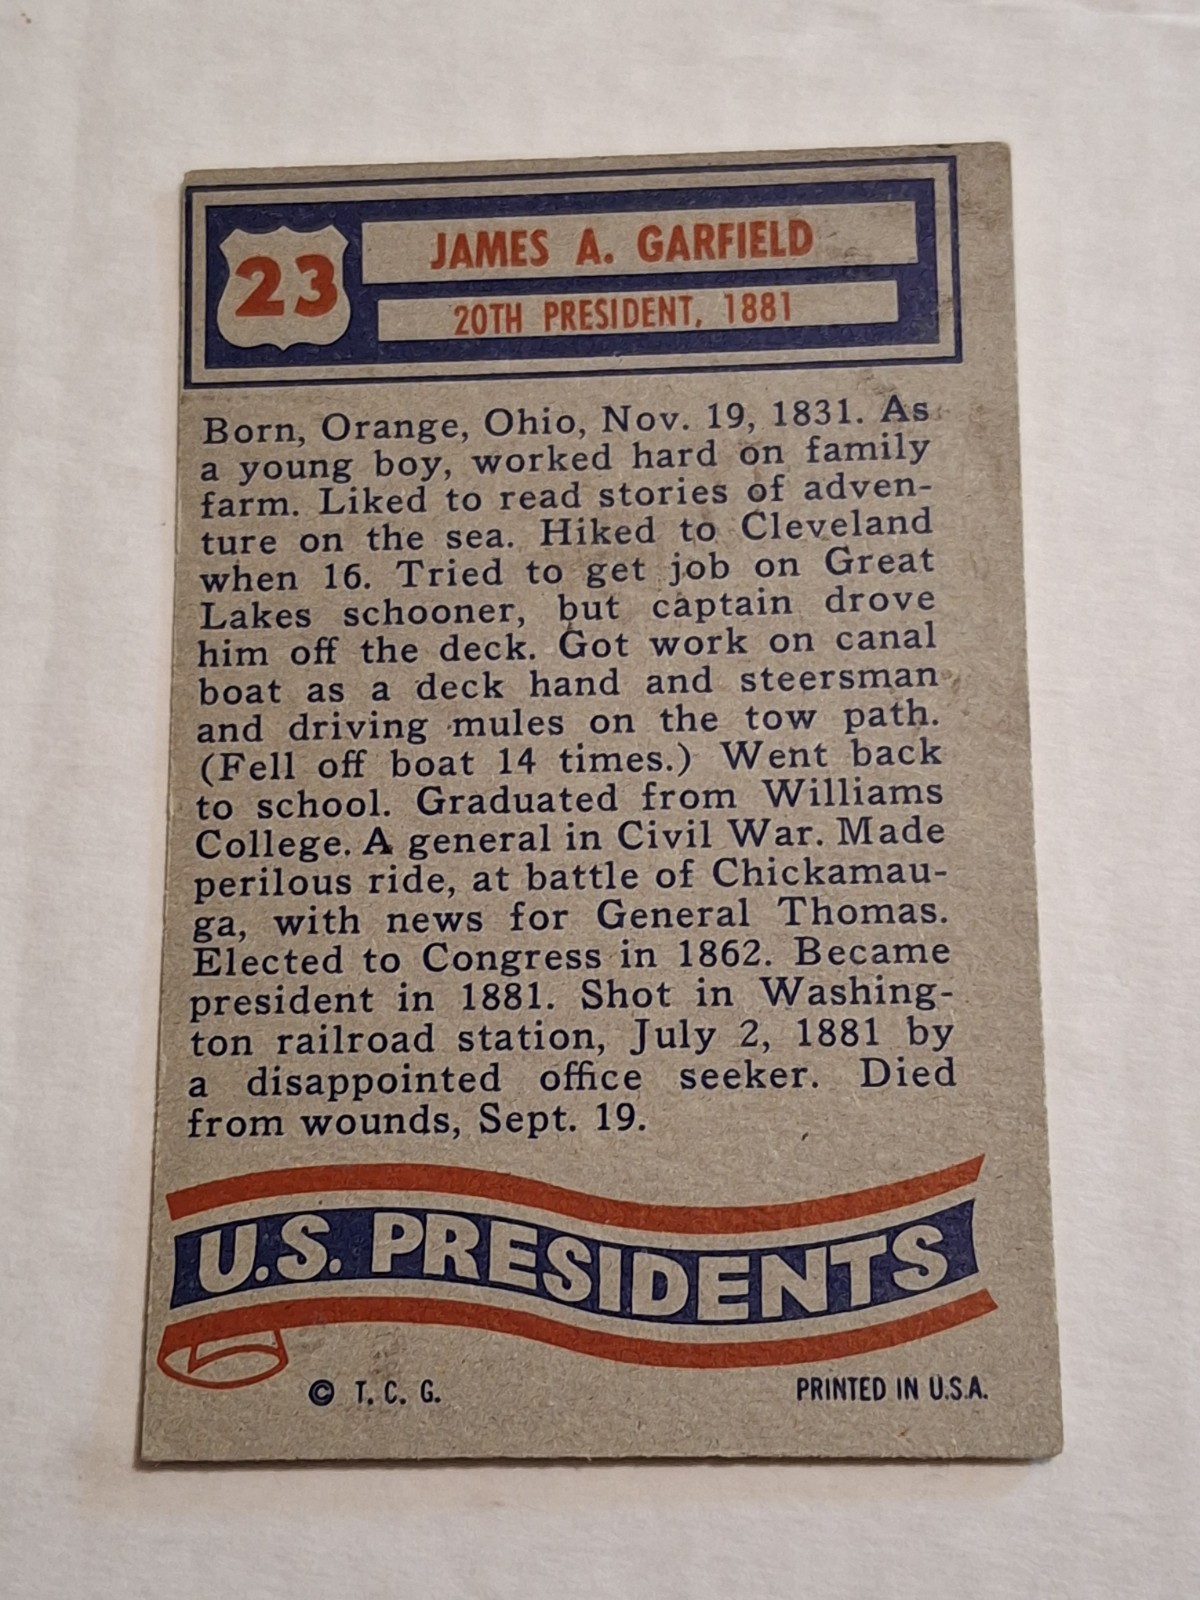 23
JAMES A. GARFIELD
20TH PRESIDENT, 1881
Born, Orange, Ohio, Nov. 19, 1831. As
a young boy, worked hard on family
farm. Liked to read stories of adven-
ture on the sea. Hiked to Cleveland
when 16. Tried to get job on Great
Lakes schooner, but captain drove
him off the deck. Got work on canal
boat as a deck hand and steersman
and driving mules on the tow path.
(Fell off boat 14 times.) Went back
to school. Graduated from Williams
College. A general in Civil War. Made
perilous ride, at battle of Chickamau-
ga, with news for General Thomas.
Elected to Congress in 1862. Became
president in 1881. Shot in Washing-
ton railroad station, July 2, 1881 by
a disappointed office seeker. Died
from wounds, Sept. 19.
U.S. PRESIDENTS
© T. C. G.
PRINTED IN U.S.A.